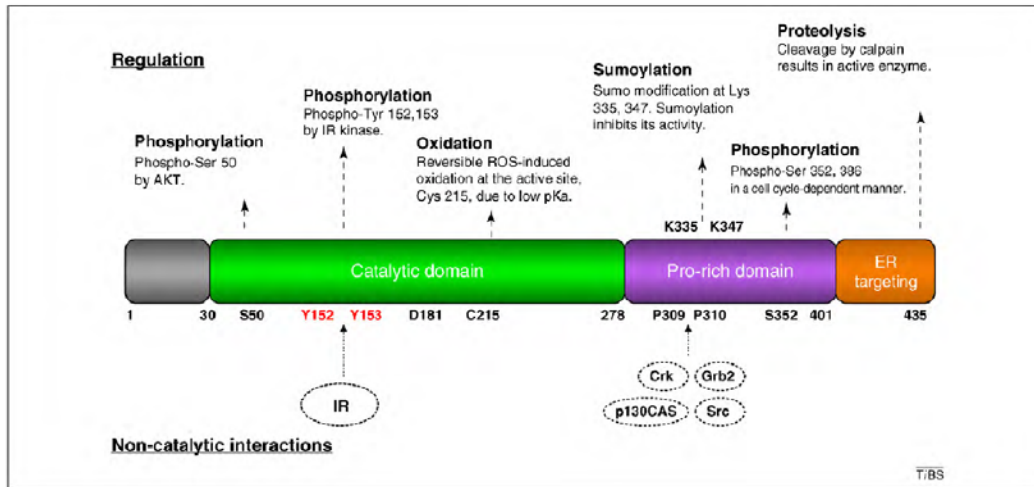 Regulation
Proteolysis
Cleavage by calpain
results in active enzyme.
Sumoylation
Sumo modification at Lys
335, 347. Sumoylation
inhibits its activity.
Phosphorylation
Phospho-Tyr 152,153
by IR kinase.
Phosphorylation
Phospho-Ser 50
by AKT.
Oxidation
Reversible ROS-induced
oxidation at the active site,
Cys 215, due to low pKa.
Phosphorylation
Phospho-Ser 352, 386
in a cell cycle-dependent manner.
K335 K347
Catalytic domain
Pro-rich domain
ER
targeting
1 30 S50 Y152 Y153 D181 C215 278 P309 P310 S352 401 435
IR
Crk Grb2
p130CAS Src
Non-catalytic interactions
TiBS